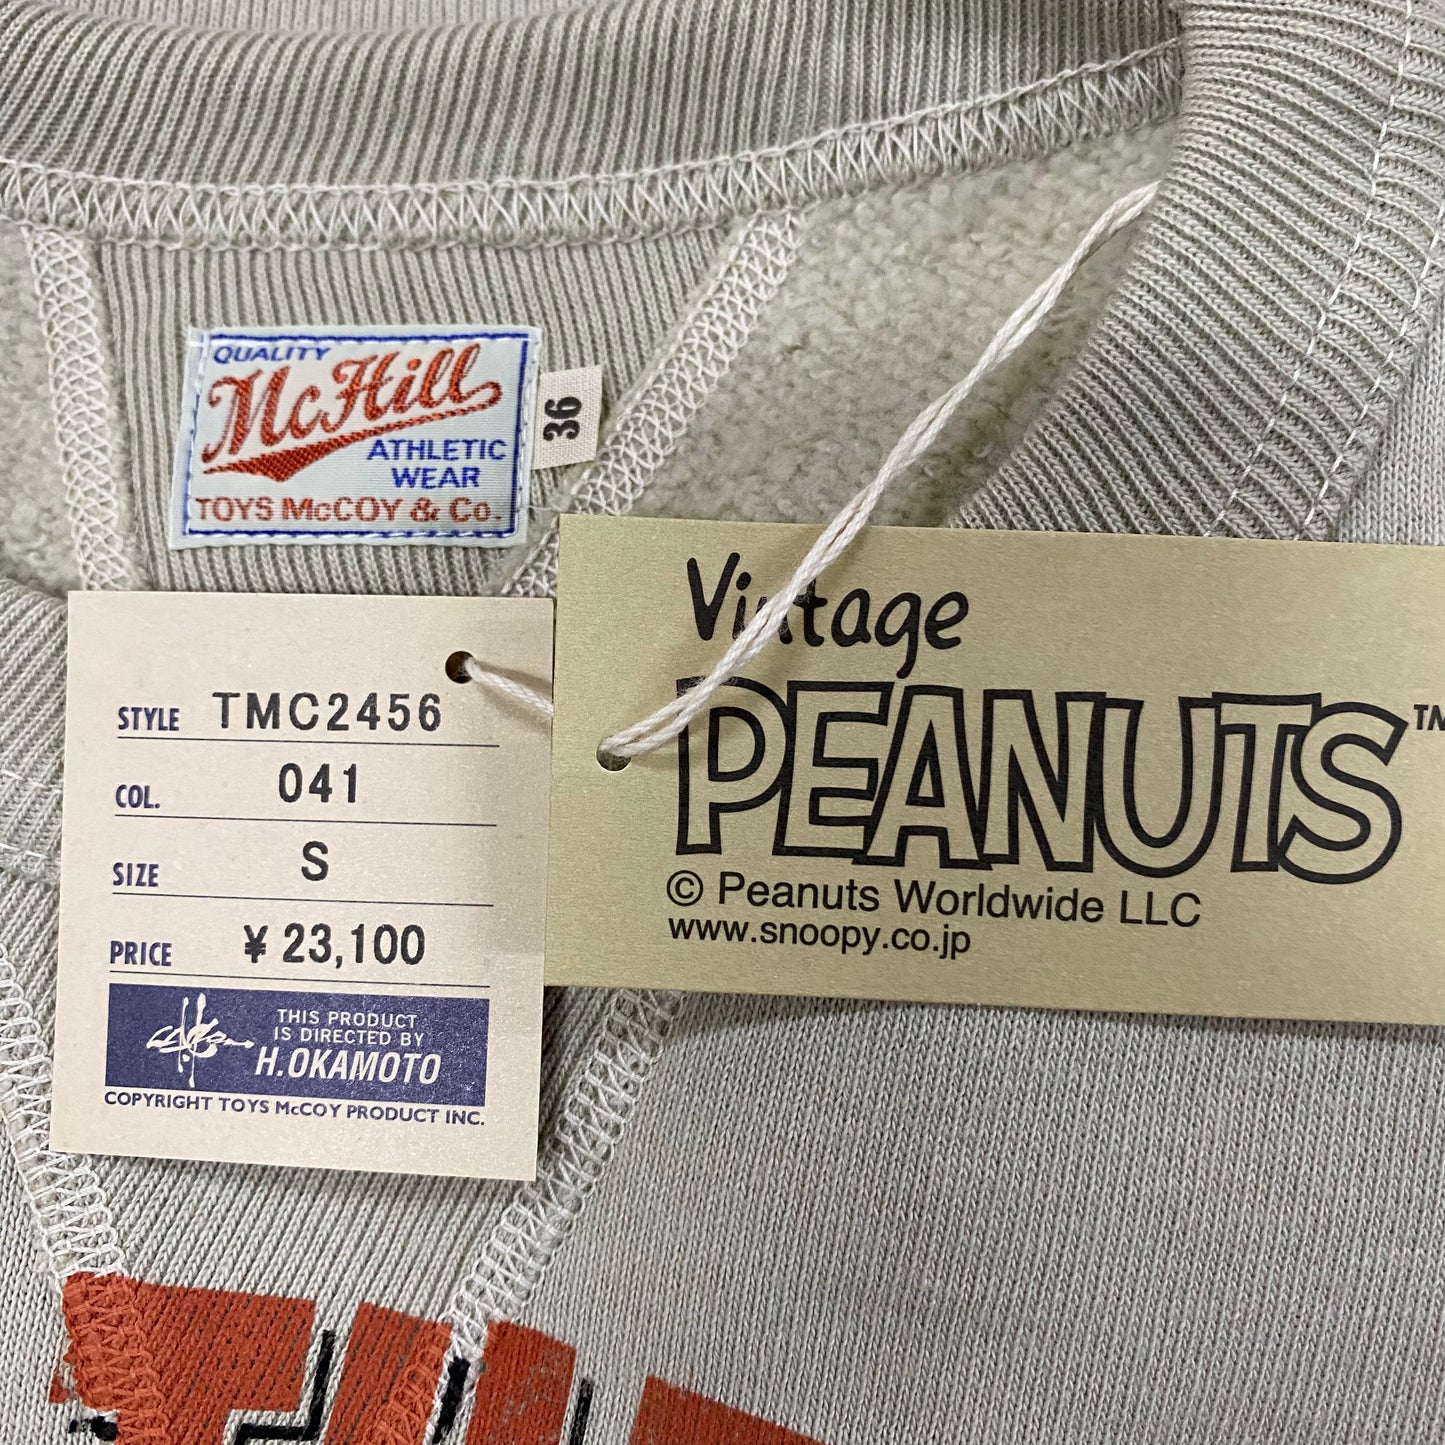 QUALITY
McHill
ATHLETIC
WEAR
TOYS McCOY & Co.
36
STYLE TMC2456
COL. 041
SIZE S
PRICE ¥ 23,100
THIS PRODUCT
IS DIRECTED BY
H.OKAMOTO
COPYRIGHT TOYS McCOY PRODUCT INC.
Vintage
PEANUTS™
© Peanuts Worldwide LLC
www.snoopy.co.jp